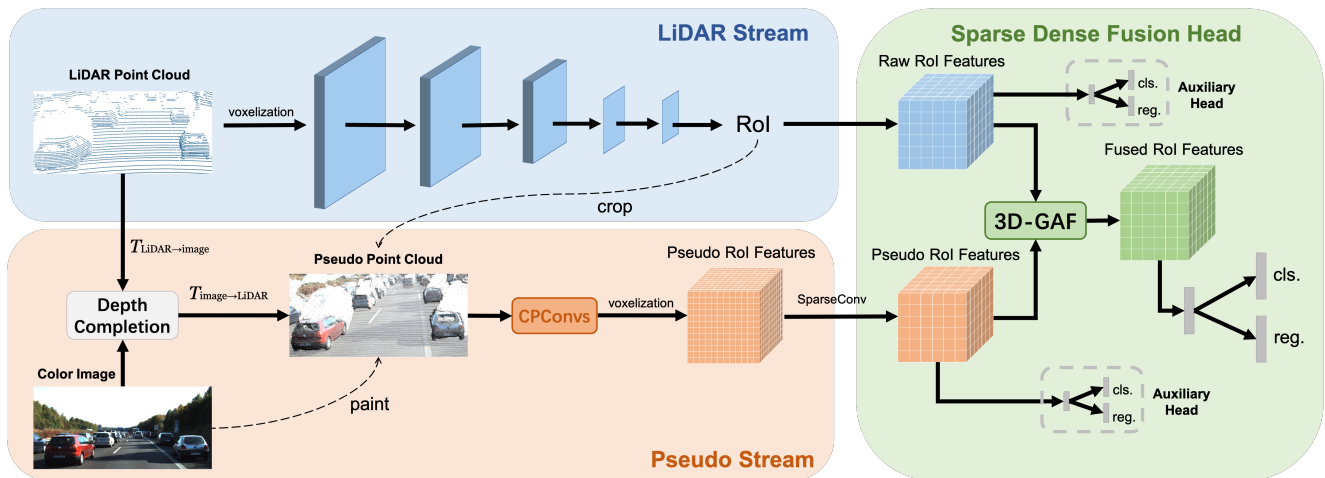 LiDAR Stream
LiDAR Point Cloud
voxelization
RoI
crop
T LiDAR→image
Pseudo Point Cloud
T image→LiDAR
Depth
Completion
CPConvs
voxelization
Pseudo RoI Features
SparseConv
Color Image
paint
Pseudo Stream
Sparse Dense Fusion Head
Raw RoI Features
cls.
reg.
Auxiliary
Head
Fused RoI Features
3D-GAF
Pseudo RoI Features
cls.
reg.
cls.
reg.
Auxiliary
Head